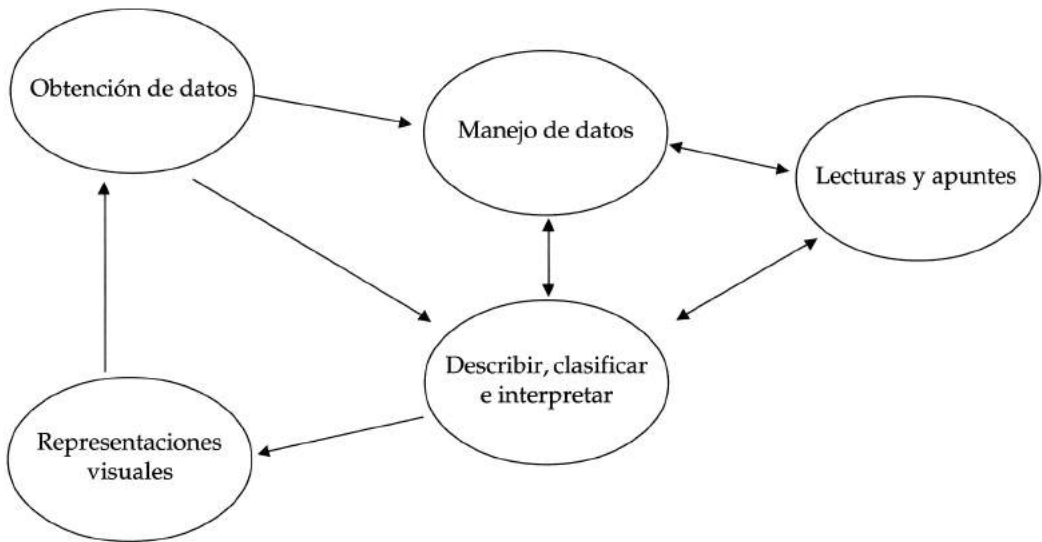 Obtención de datos
Manejo de datos
Lecturas y apuntes
Describir, clasificar
e interpretar
Representaciones
visuales